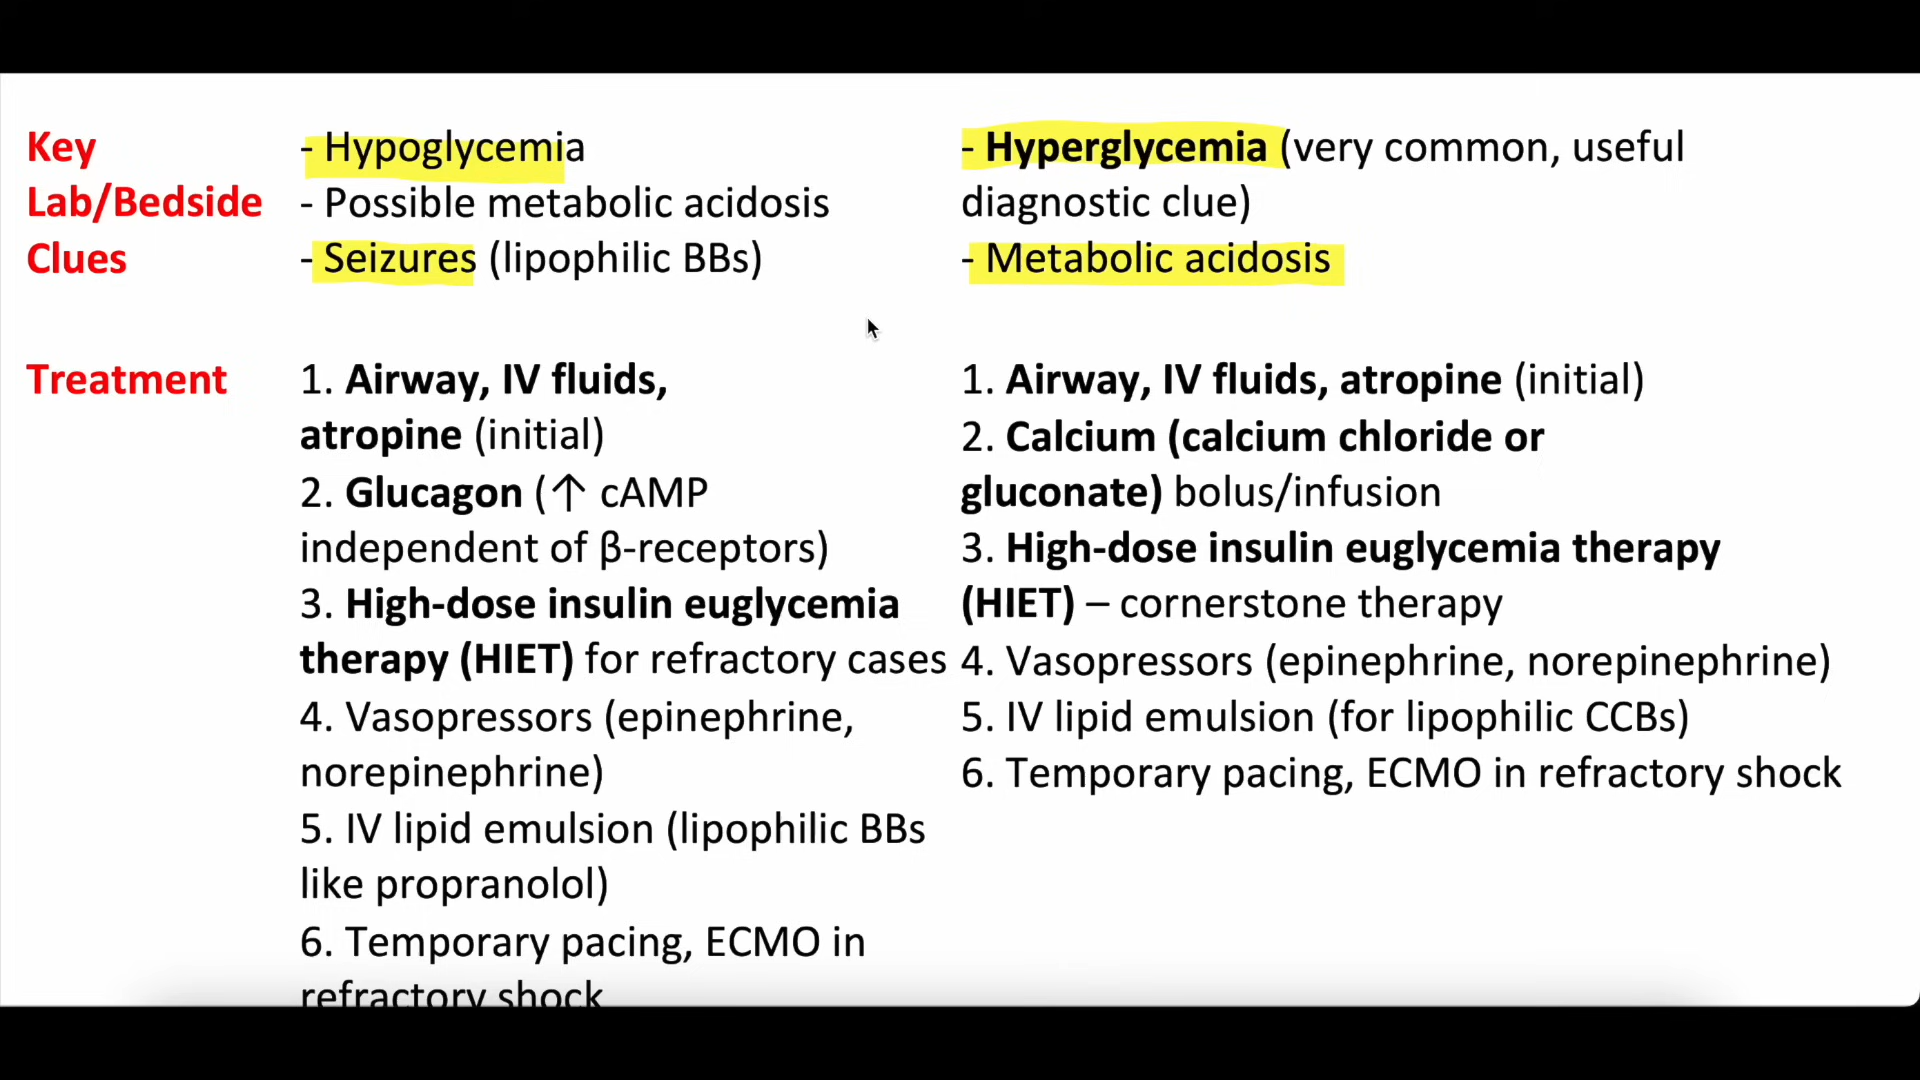 Key
Lab/Bedside
Clues
- Hypoglycemia
- Possible metabolic acidosis
- Seizures (lipophilic BBs)
- Hyperglycemia (very common, useful
diagnostic clue)
- Metabolic acidosis
Treatment
1. Airway, IV fluids,
atropine (initial)
2. Glucagon (↑ cAMP
independent of β-receptors)
3. High-dose insulin euglycemia
therapy (HIET) for refractory cases
4. Vasopressors (epinephrine,
norepinephrine)
5. IV lipid emulsion (lipophilic BBs
like propranolol)
6. Temporary pacing, ECMO in
refractory shock
1. Airway, IV fluids, atropine (initial)
2. Calcium (calcium chloride or
gluconate) bolus/infusion
3. High-dose insulin euglycemia therapy
(HIET) – cornerstone therapy
4. Vasopressors (epinephrine, norepinephrine)
5. IV lipid emulsion (for lipophilic CCBs)
6. Temporary pacing, ECMO in refractory shock